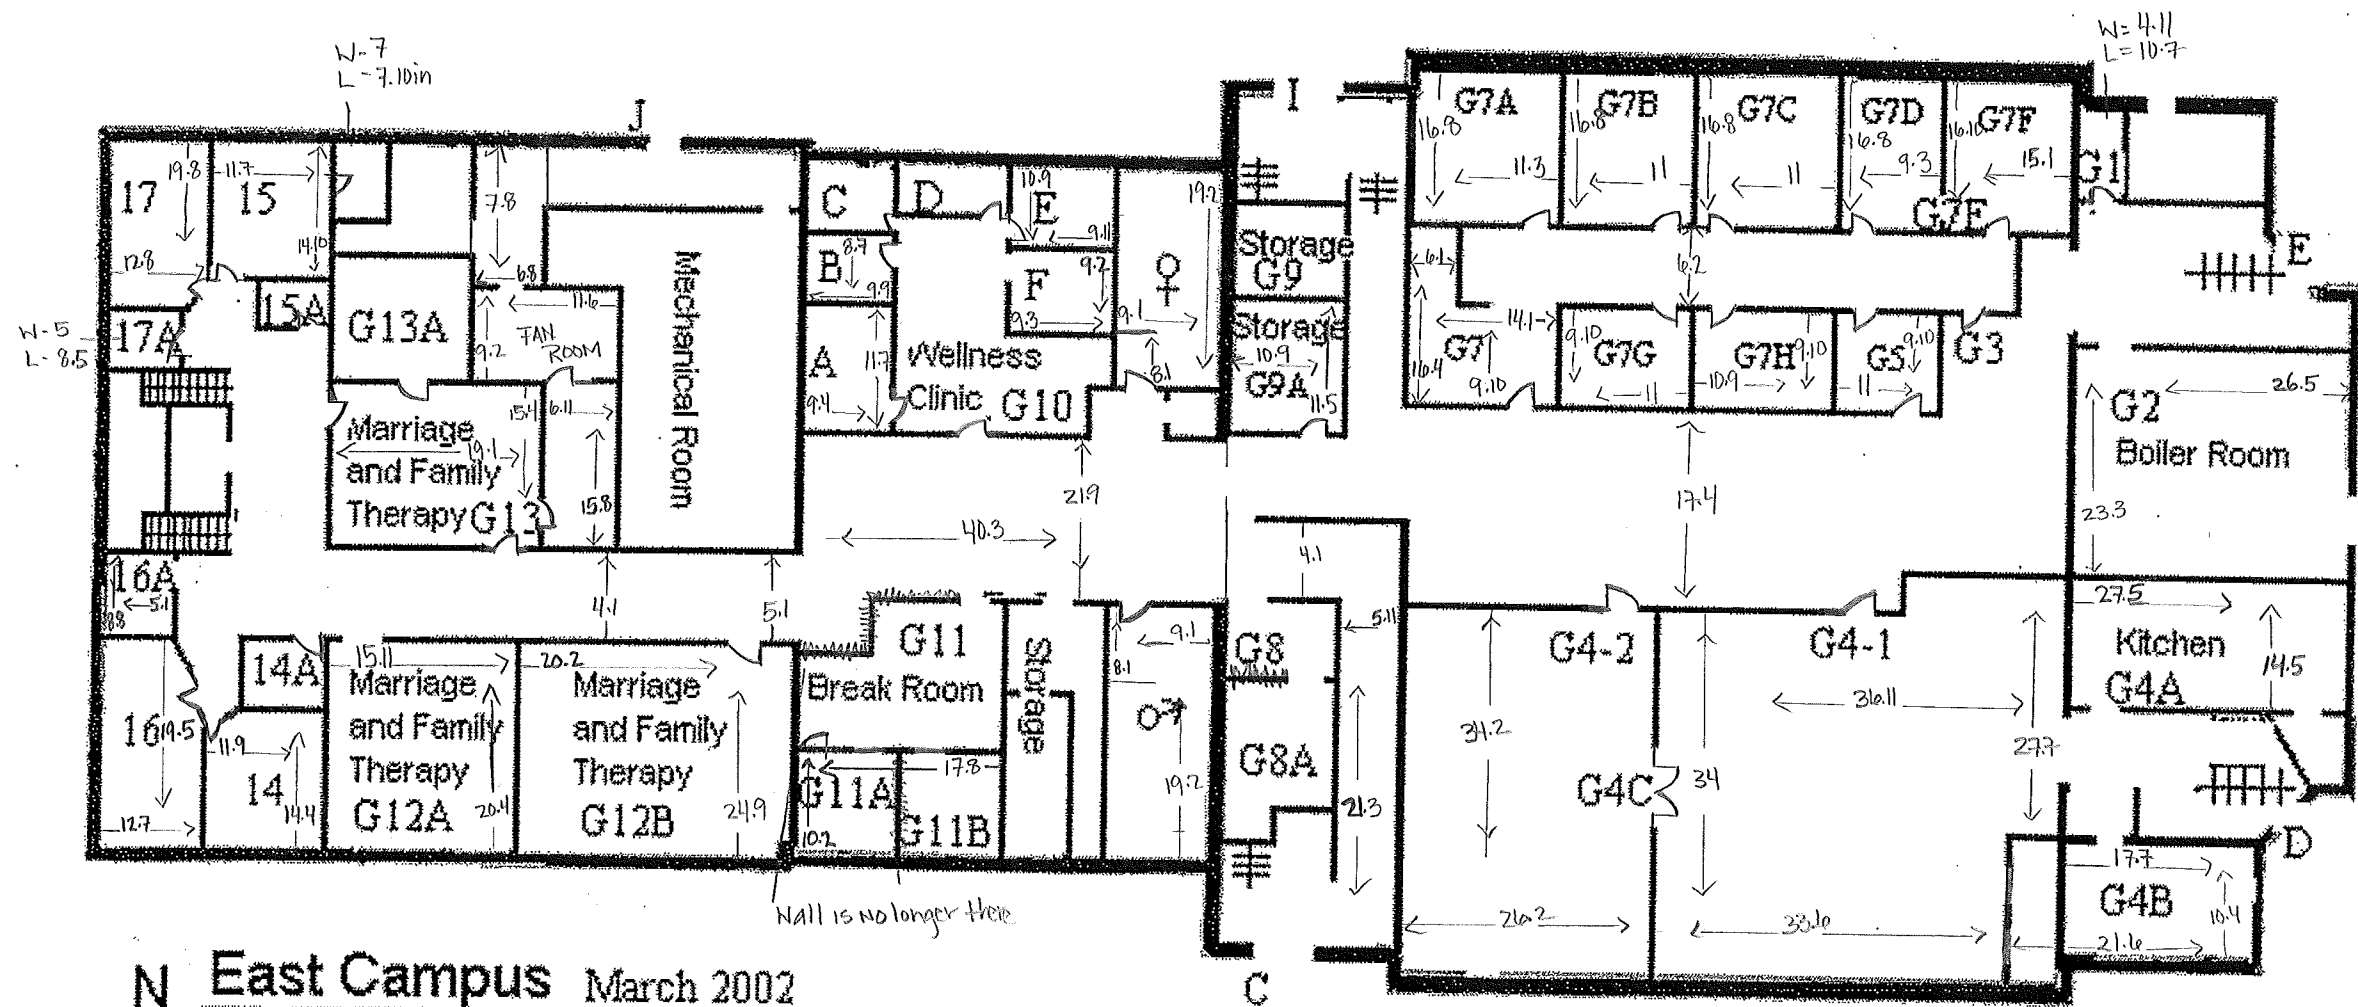 W-7
L-7.10in
W=4.11
L=10.7
J
I
17
19.8
12.8
15
11.7
14.10
7.8
6.8
C
D
E
10.9
9.11
19.2
G7A
16.8
11.3
G7B
16.8
11
G7C
16.8
11
G7D
16.8
9.3
G7F
16.10
15.1
G7E
G1
E
B
8.7
9.9
F
9.2
9.3
♀
9.1
8.1
Storage
G9
Storage
10.9
G9A
11.5
6.1
6.2
W-5
L-8.5
17A
15A
G13A
11.6
9.2
FAN
ROOM
Mechanical Room
A
11.7
9.4
Wellness
Clinic G10
G7
14.1
16.4
9.10
G7G
9.10
11
G7H
9.10
10.9
G5
9.10
11
G3
G2
Boiler Room
26.5
23.3
Marriage
and Family
Therapy G13
19.1
15.4
6.11
15.8
21.9
40.3
17.4
16A
5.1
8.8
4.1
5.1
4.1
5.11
27.5
Kitchen
G4A
14.5
16
19.5
12.7
14A
11.9
14
14.4
15.11
Marriage
and Family
Therapy
G12A
20.4
20.2
Marriage
and Family
Therapy
G12B
24.9
G11
Break Room
Storage
G11A
17.8
10.2
G11B
9.1
8.1
♂
19.2
G8
G8A
21.3
G4-2
34.2
26.2
G4C
G4-1
36.11
34
27.7
33.6
D
17.7
G4B
10.4
21.6
Wall is no longer there
C
N East Campus March 2002